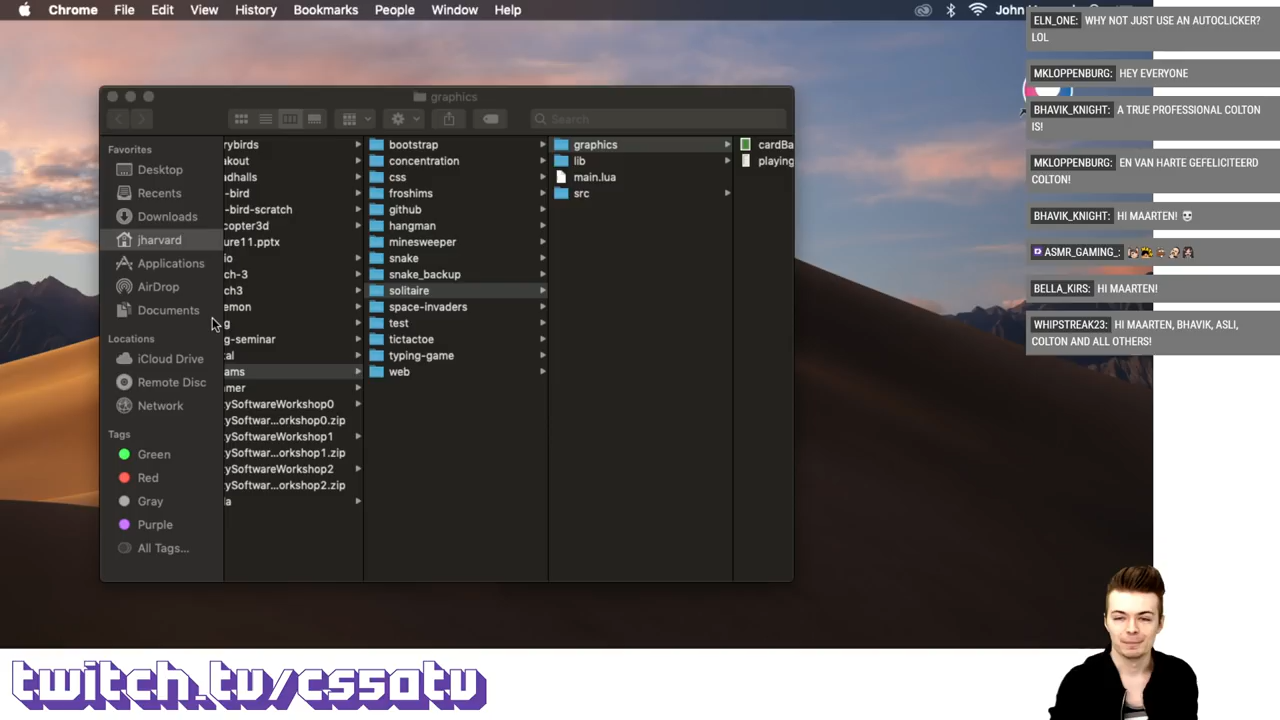 Chrome File Edit View History Bookmarks People Window Help
graphics
Search
Favorites
Desktop
Recents
Downloads
jharvard
Applications
AirDrop
Documents
Locations
iCloud Drive
Remote Disc
Network
Tags
Green
Red
Gray
Purple
All Tags...
rybirds
akout
adhalls
-bird
-bird-scratch
copter3d
ure11.pptx
io
ch-3
ch3
emon
g
g-seminar
al
ams
mer
ySoftwareWorkshop0
ySoftwar...orkshop0.zip
ySoftwareWorkshop1
ySoftwar...orkshop1.zip
ySoftwareWorkshop2
ySoftwar...orkshop2.zip
la
bootstrap
concentration
css
froshims
github
hangman
minesweeper
snake
snake_backup
solitaire
space-invaders
test
tictactoe
typing-game
web
graphics
lib
main.lua
src
cardBa
playing
ELN_ONE: WHY NOT JUST USE AN AUTOCLICKER?
LOL
MKLOPPENBURG: HEY EVERYONE
BHAVIK_KNIGHT: A TRUE PROFESSIONAL COLTON
IS!
MKLOPPENBURG: EN VAN HARTE GEFELICITEERD
COLTON!
BHAVIK_KNIGHT: HI MAARTEN!
ASMR_GAMING_:
BELLA_KIRS: HI MAARTEN!
WHIPSTREAK23: HI MAARTEN, BHAVIK, ASLI,
COLTON AND ALL OTHERS!
twitch.tv/cs50tv